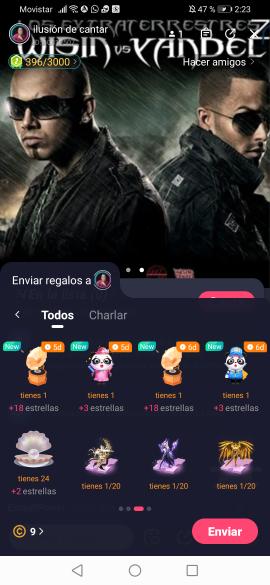 Movistar 47 % 2:23
OS EXTRATERRESTRES
ilusión de cantar
1
WISIN VS YANDEL
396/3000 >
Hacer amigos >
Enviar regalos a
Todos Charlar
New 5d New 5d New 6d New 6d
tienes 1 tienes 1 tienes 1 tienes 1
+18 estrellas +3 estrellas +18 estrellas +3 estrellas
tienes 24 tienes 1/20 tienes 1/20 tienes 1/20
+2 estrellas
9 >
Enviar